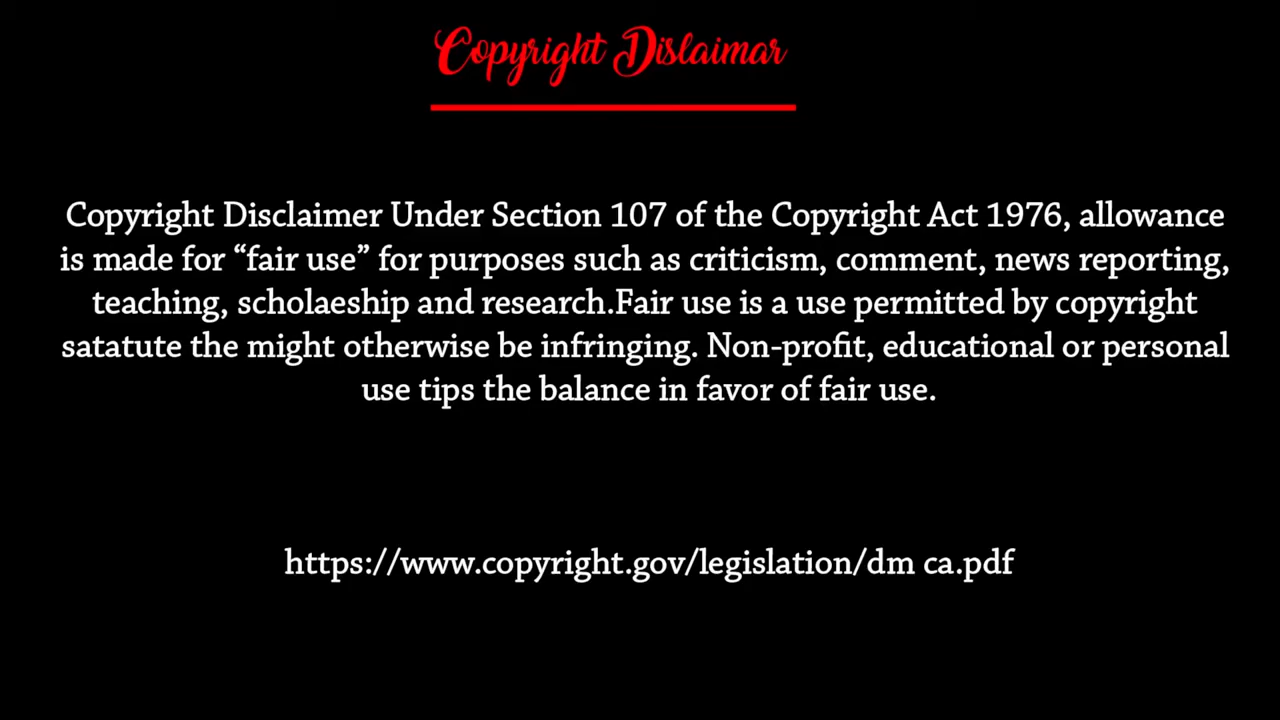 Copyright Dislaimar
Copyright Disclaimer Under Section 107 of the Copyright Act 1976, allowance
is made for “fair use” for purposes such as criticism, comment, news reporting,
teaching, scholaeship and research.Fair use is a use permitted by copyright
satatute the might otherwise be infringing. Non-profit, educational or personal
use tips the balance in favor of fair use.
https://www.copyright.gov/legislation/dm ca.pdf